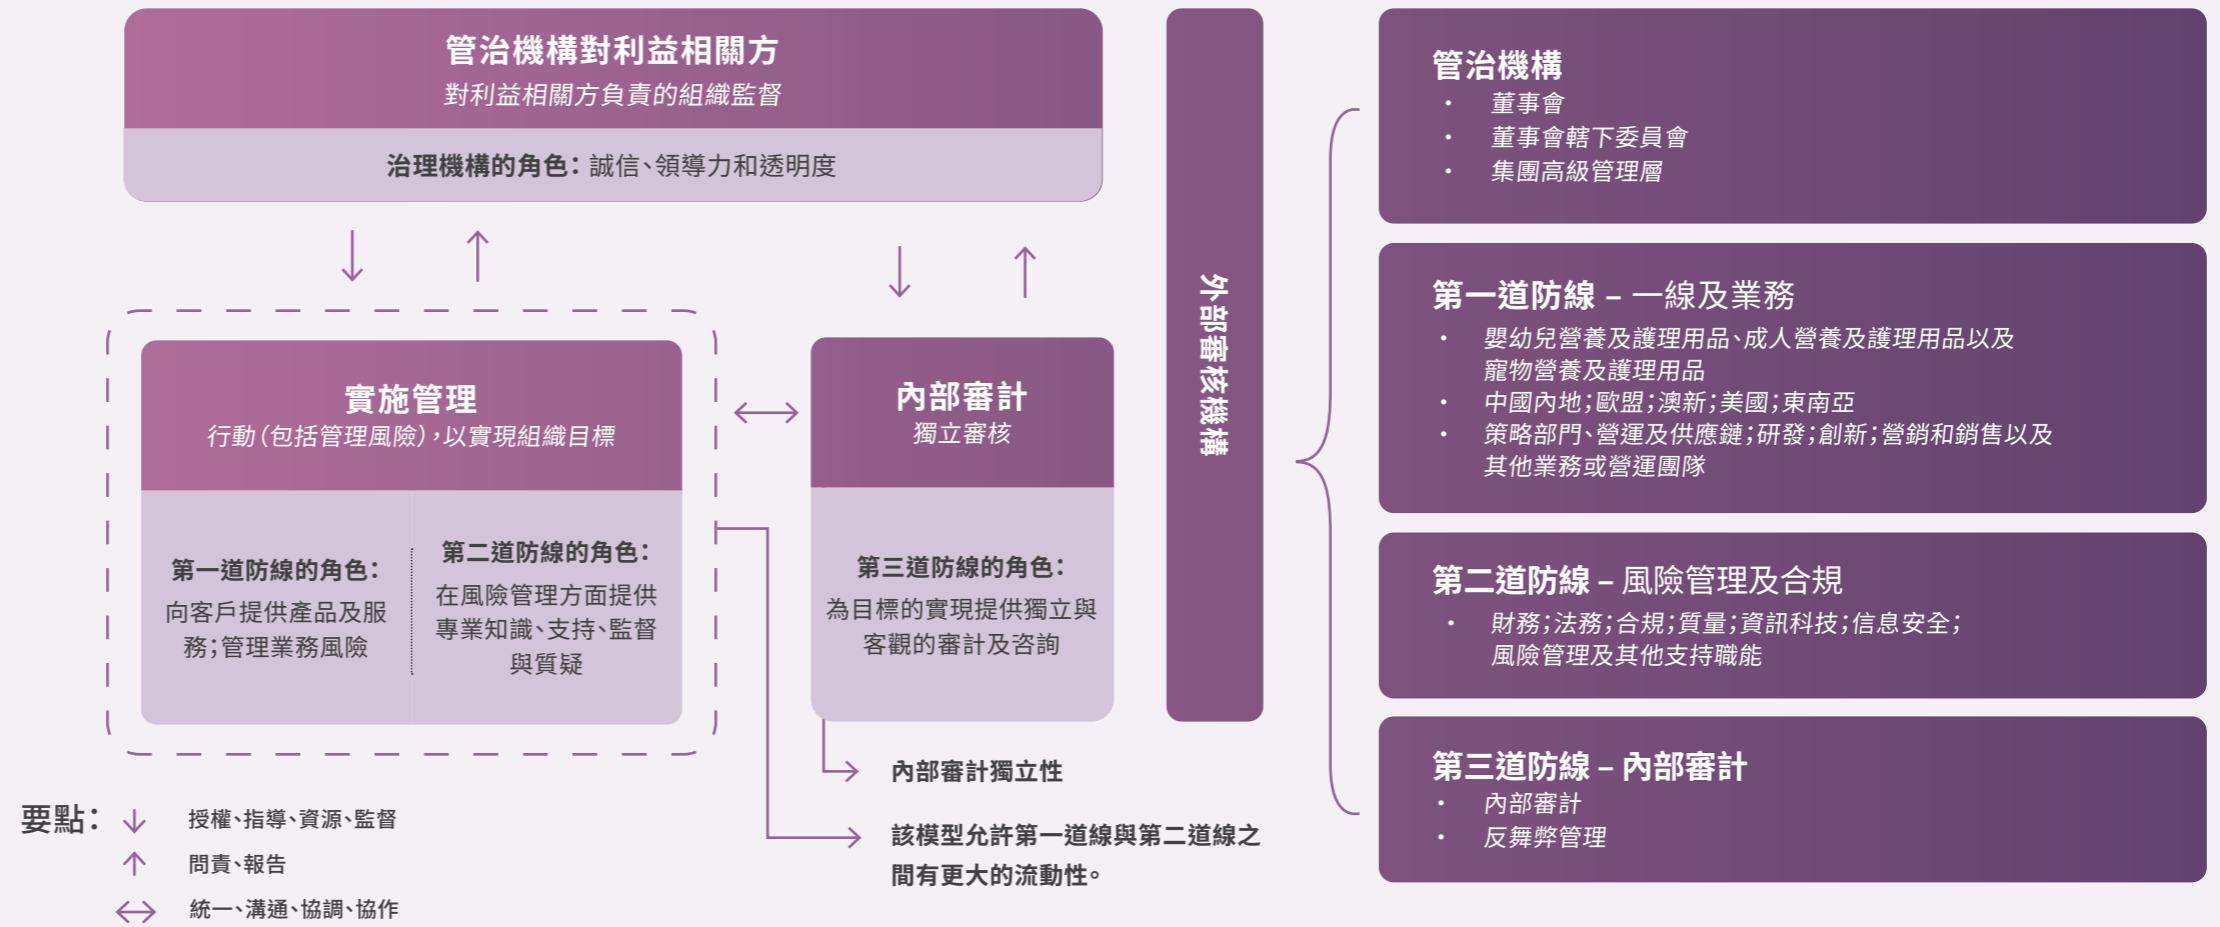 管治機構對利益相關方
對利益相關方負責的組織監督
治理機構的角色：誠信、領導力和透明度
實施管理
行動（包括管理風險），以實現組織目標
第一道防線的角色：
向客戶提供產品及服
務；管理業務風險
第二道防線的角色：
在風險管理方面提供
專業知識、支持、監督
與質疑
內部審計
獨立審核
第三道防線的角色：
為目標的實現提供獨立與
客觀的審計及咨詢
內部審計獨立性
該模型允許第一道線與第二道線之
間有更大的流動性。
要點：
授權、指導、資源、監督
問責、報告
統一、溝通、協調、協作
外部審核機構
管治機構
• 董事會
• 董事會轄下委員會
• 集團高級管理層
第一道防線 – 一線及業務
• 嬰幼兒營養及護理用品、成人營養及護理用品以及
寵物營養及護理用品
• 中國內地；歐盟；澳新；美國；東南亞
• 策略部門、營運及供應鏈；研發；創新；營銷和銷售以及
其他業務或營運團隊
第二道防線 – 風險管理及合規
• 財務；法務；合規；質量；資訊科技；信息安全；
風險管理及其他支持職能
第三道防線 – 內部審計
• 內部審計
• 反舞弊管理